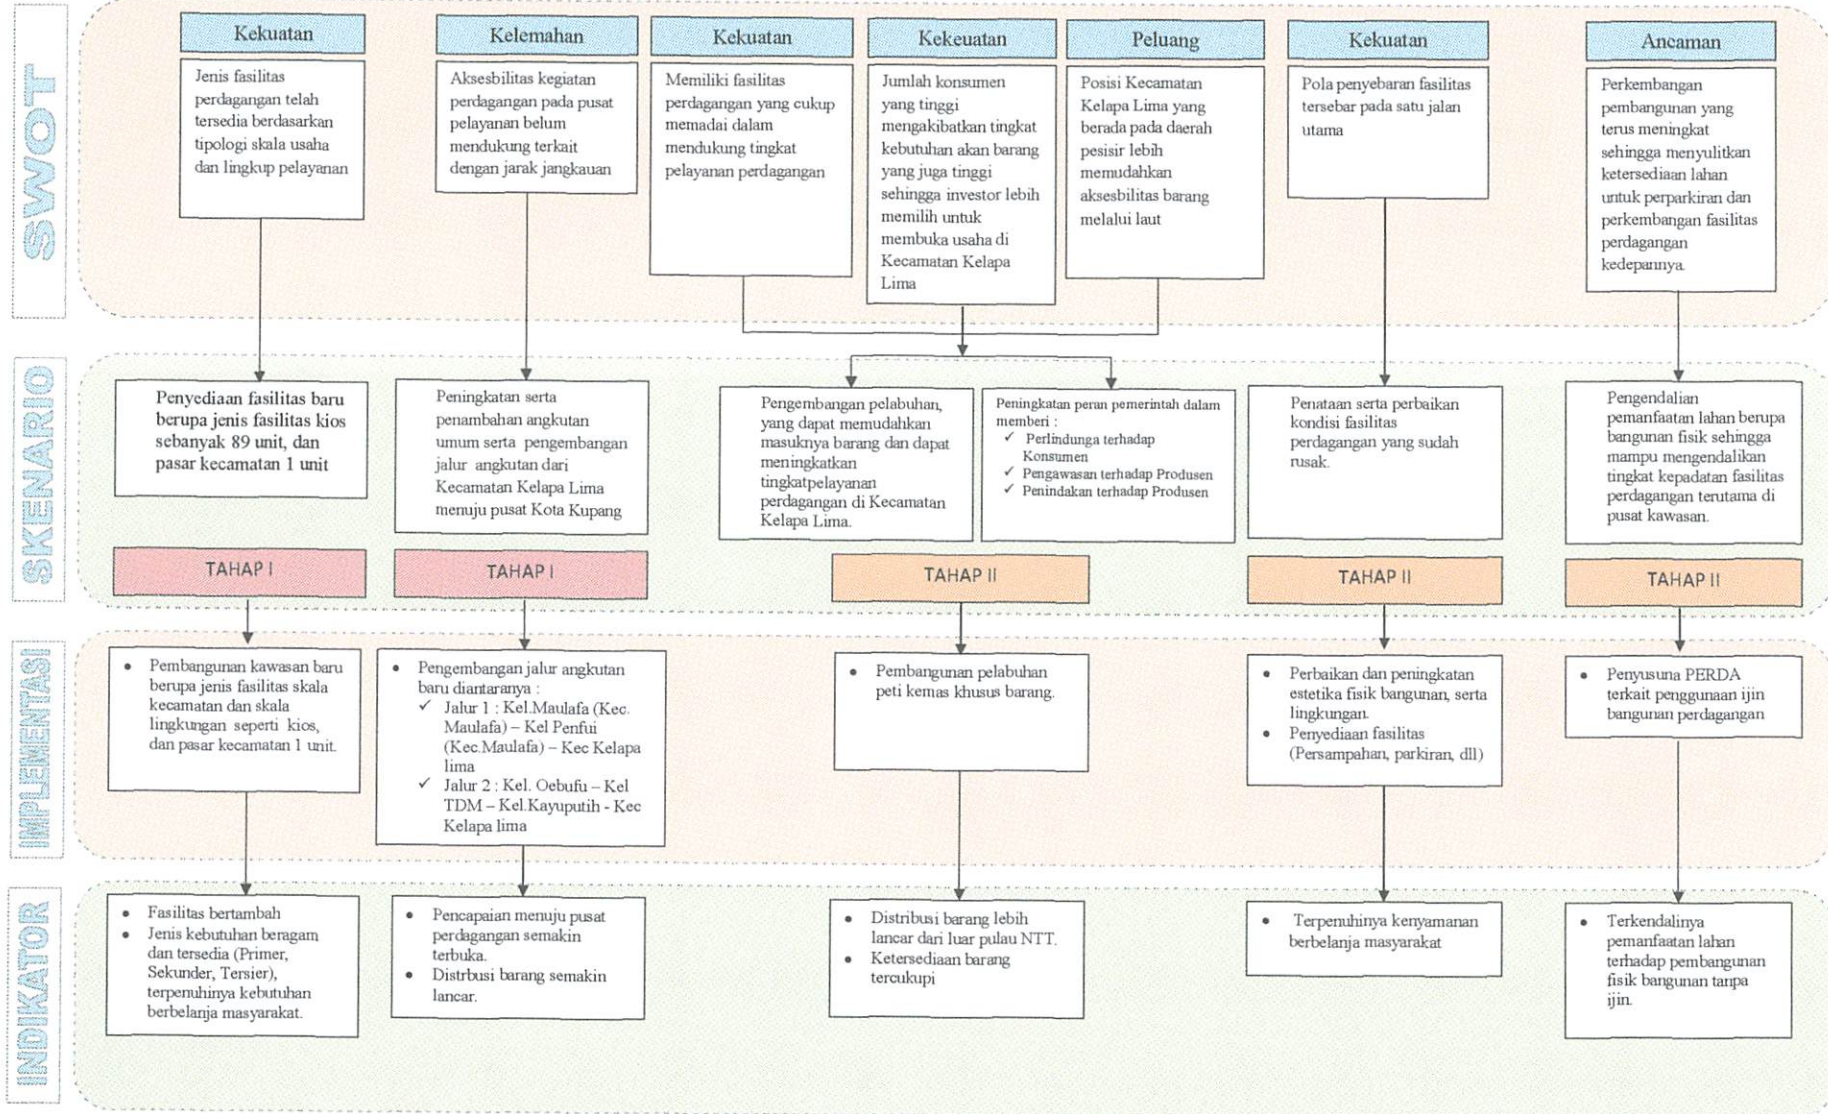 SWOT
Kekuatan
Jenis fasilitas
perdagangan telah
tersedia berdasarkan
tipologi skala usaha
dan lingkup pelayanan
Kelemahan
Aksesbilitas kegiatan
perdagangan pada pusat
pelayanan belum
mendukung terkait
dengan jarak jangkauan
Kekuatan
Memiliki fasilitas
perdagangan yang cukup
memadai dalam
mendukung tingkat
pelayanan perdagangan
Kekeuatan
Jumlah konsumen
yang tinggi
mengakibatkan tingkat
kebutuhan akan barang
yang juga tinggi
sehingga investor lebih
memilih untuk
membuka usaha di
Kecamatan Kelapa
Lima
Peluang
Posisi Kecamatan
Kelapa Lima yang
berada pada daerah
pesisir lebih
memudahkan
aksesbilitas barang
melalui laut
Kekuatan
Pola penyebaran fasilitas
tersebar pada satu jalan
utama
Ancaman
Perkembangan
pembangunan yang
terus meningkat
sehingga menyulitkan
ketersediaan lahan
untuk perparkiran dan
perkembangan fasilitas
perdagangan
kedepannya.
SKENARIO
Penyediaan fasilitas baru
berupa jenis fasilitas kios
sebanyak 89 unit, dan
pasar kecamatan 1 unit
Peningkatan serta
penambahan angkutan
umum serta pengembangan
jalur angkutan dari
Kecamatan Kelapa Lima
menuju pusat Kota Kupang
Pengembangan pelabuhan,
yang dapat memudahkan
masuknya barang dan dapat
meningkatkan
tingkatpelayanan
perdagangan di Kecamatan
Kelapa Lima.
Peningkatan peran pemerintah dalam
memberi :
✓ Perlindunga terhadap
Konsumen
✓ Pengawasan terhadap Produsen
✓ Penindakan terhadap Produsen
Penataan serta perbaikan
kondisi fasilitas
perdagangan yang sudah
rusak.
Pengendalian
pemanfaatan lahan berupa
bangunan fisik sehingga
mampu mengendalikan
tingkat kepadatan fasilitas
perdagangan terutama di
pusat kawasan.
TAHAP I
TAHAP I
TAHAP II
TAHAP II
TAHAP II
IMPLEMENTASI
• Pembangunan kawasan baru
berupa jenis fasilitas skala
kecamatan dan skala
lingkungan seperti kios,
dan pasar kecamatan 1 unit.
• Pengembangan jalur angkutan
baru diantaranya :
✓ Jalur 1 : Kel.Maulafa (Kec.
Maulafa) – Kel Penfui
(Kec.Maulafa) – Kec Kelapa
lima
✓ Jalur 2 : Kel. Oebufu – Kel
TDM – Kel.Kayuputih - Kec
Kelapa lima
• Pembangunan pelabuhan
peti kemas khusus barang.
• Perbaikan dan peningkatan
estetika fisik bangunan, serta
lingkungan.
• Penyediaan fasilitas
(Persampahan, parkiran, dll)
• Penyusuna PERDA
terkait penggunaan ijin
bangunan perdagangan
INDIKATOR
• Fasilitas bertambah
• Jenis kebutuhan beragam
dan tersedia (Primer,
Sekunder, Tersier),
terpenuhinya kebutuhan
berbelanja masyarakat.
• Pencapaian menuju pusat
perdagangan semakin
terbuka.
• Distrbusi barang semakin
lancar.
• Distribusi barang lebih
lancar dari luar pulau NTT.
• Ketersediaan barang
tercukupi
• Terpenuhinya kenyamanan
berbelanja masyarakat
• Terkendalinya
pemanfaatan lahan
terhadap pembangunan
fisik bangunan tanpa
ijin.